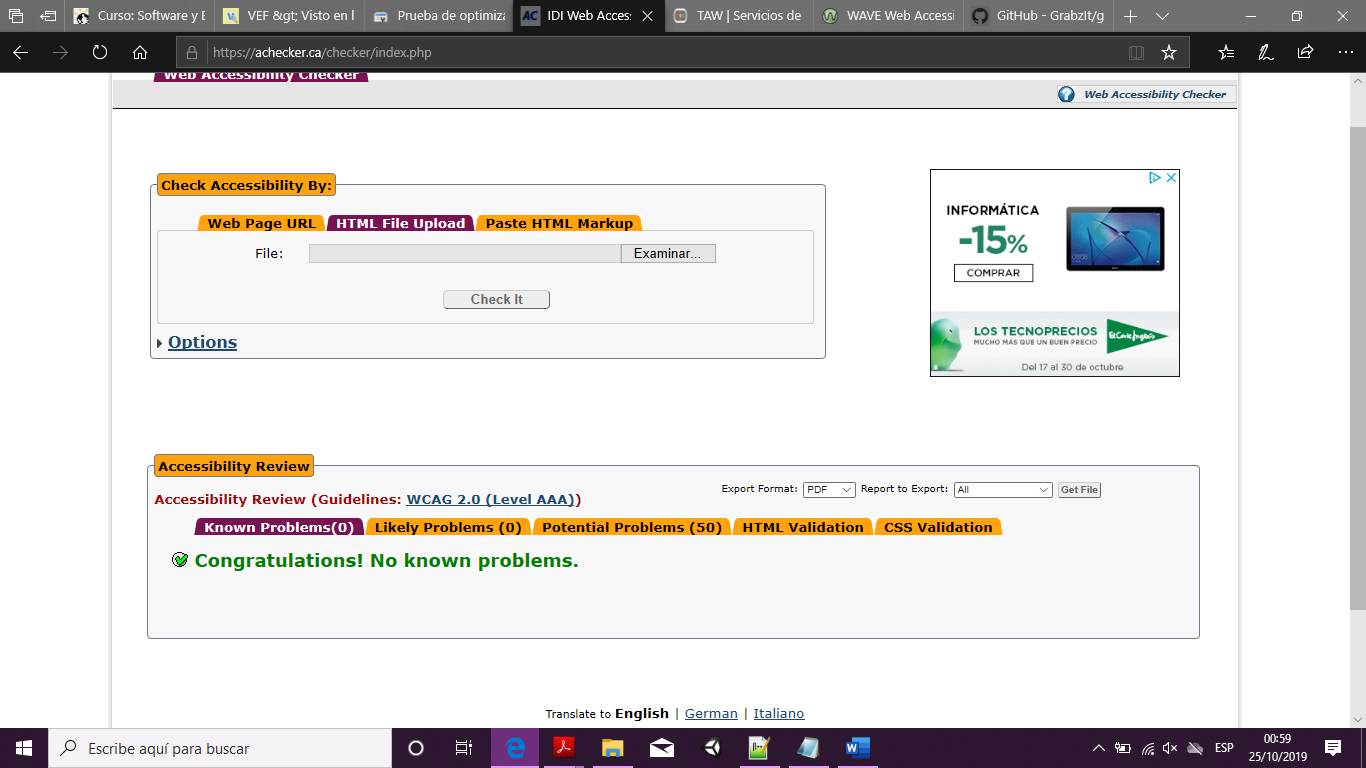 Curso: Software y E
VEF &gt; Visto en l
Prueba de optimiza
AC IDI Web Access
TAW | Servicios de
WAVE Web Accessi
GitHub - GrabzIt/g
https://achecker.ca/checker/index.php
Web Accessibility Checker
Web Accessibility Checker
Check Accessibility By:
Web Page URL HTML File Upload Paste HTML Markup
File: Examinar...
Check It
Options
INFORMÁTICA
-15%
COMPRAR
08:08
LOS TECNOPRECIOS
MUCHO MÁS QUE UN BUEN PRECIO
El Corte Inglés
Del 17 al 30 de octubre
Accessibility Review
Accessibility Review (Guidelines: WCAG 2.0 (Level AAA))
Export Format: PDF Report to Export: All Get File
Known Problems(0) Likely Problems (0) Potential Problems (50) HTML Validation CSS Validation
Congratulations! No known problems.
Translate to English | German | Italiano
Escribe aquí para buscar
ESP
00:59
25/10/2019